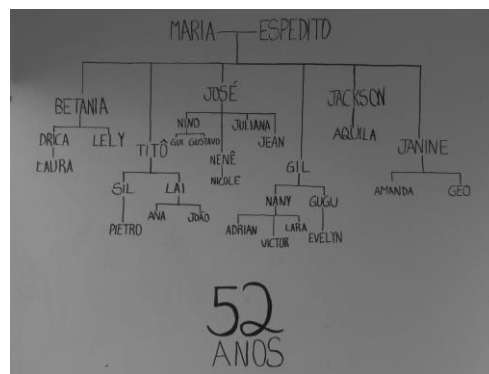 MARIA ESPEDITO
BETANIA
DRICA LELY
LAURA
TITÔ
SIL LAI
PIETRO
ANA JOÃO
JOSÉ
NINO JULIANA
GUI GUSTAVO
JEAN
NENÊ
NICOLE
GIL
NANY GUGU
ADRIAN LARA
VICTOR
EVELYN
JACKSON
AQUILA
JANINE
AMANDA GEO
52
ANOS